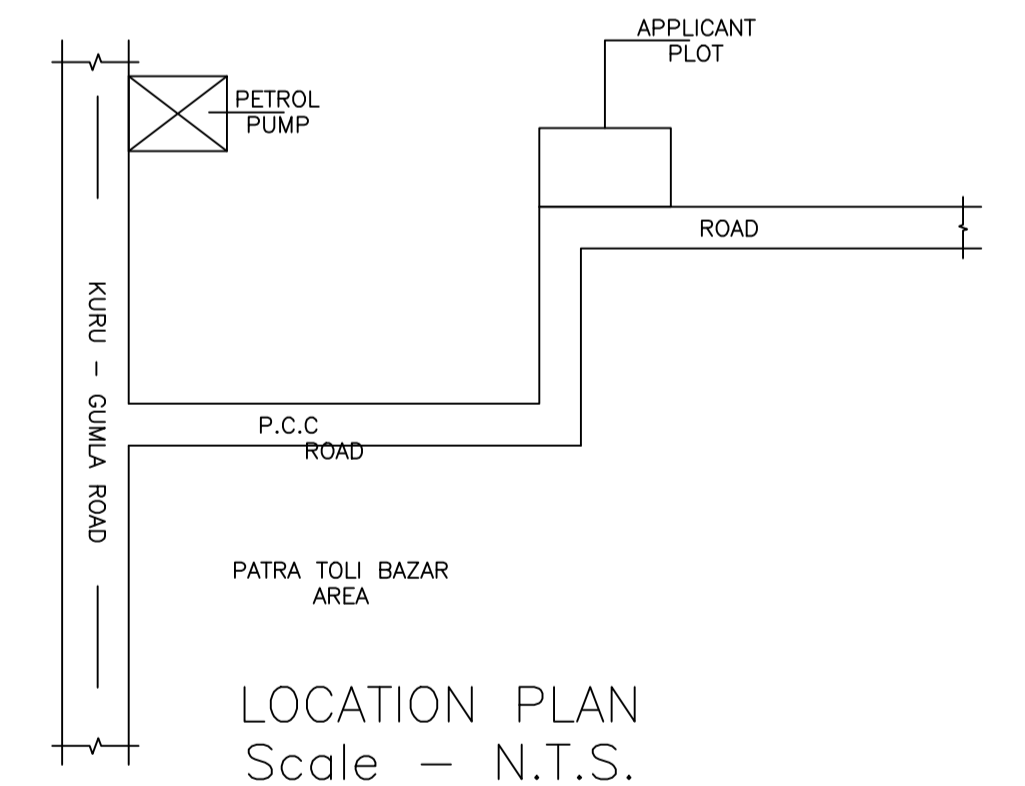 APPLICANT
PLOT
PETROL
PUMP
ROAD
KURU - GUMLA ROAD
P.C.C
ROAD
PATRA TOLI BAZAR
AREA
LOCATION PLAN
Scale - N.T.S.